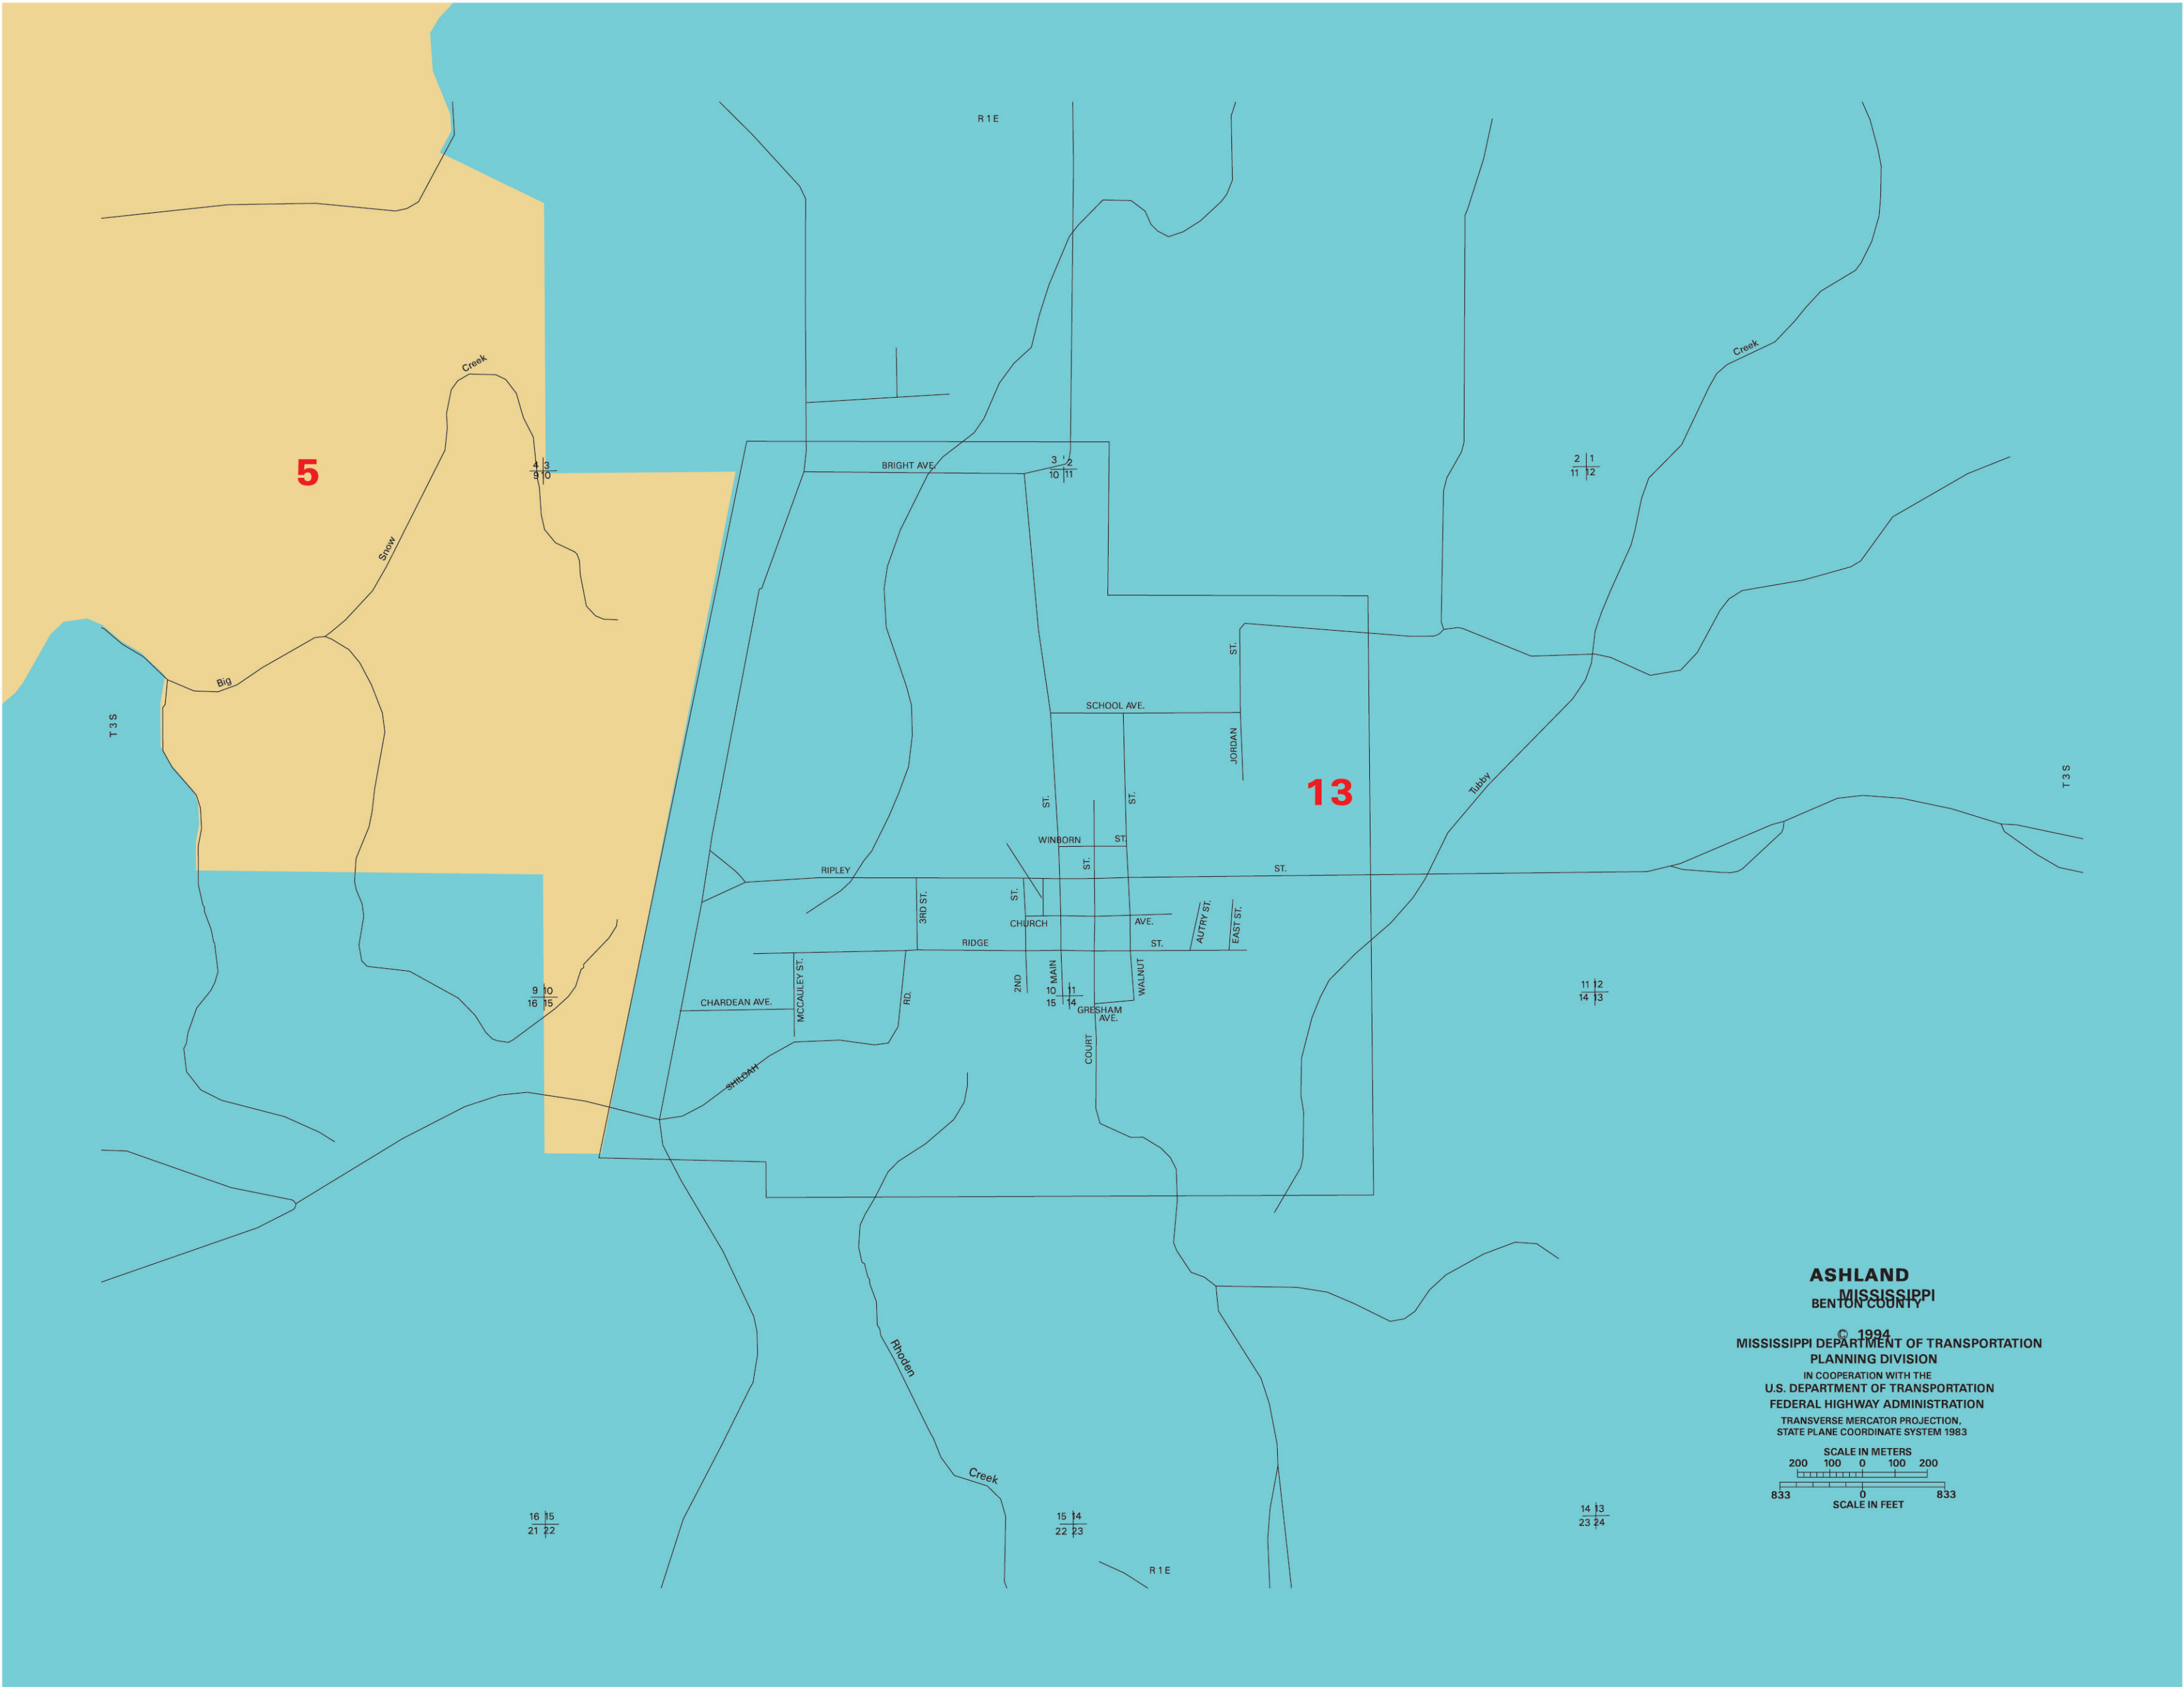 R 1 E
Creek
Creek
5
4 3
9 10
BRIGHT AVE.
3 2
10 11
2 1
11 12
Snow
Big
ST.
SCHOOL AVE.
T 3 S
JORDAN
T 3 S
13
Tubby
ST.
ST.
WINBORN ST.
ST.
RIPLEY
ST.
3RD ST.
ST.
CHURCH AVE.
AUTRY ST.
EAST ST.
RIDGE ST.
MCCAULEY ST.
2ND
MAIN
WALNUT
9 10
16 15
10 11
15 14
11 12
14 13
CHARDEAN AVE.
RD.
GRESHAM
AVE.
COURT
SHILOAH
ASHLAND
MISSISSIPPI
BENTON COUNTY
© 1994
MISSISSIPPI DEPARTMENT OF TRANSPORTATION
PLANNING DIVISION
IN COOPERATION WITH THE
U.S. DEPARTMENT OF TRANSPORTATION
FEDERAL HIGHWAY ADMINISTRATION
TRANSVERSE MERCATOR PROJECTION,
STATE PLANE COORDINATE SYSTEM 1983
SCALE IN METERS
200 100 0 100 200
833 0 833
SCALE IN FEET
Rhoden
Creek
16 15
21 22
15 14
22 23
14 13
23 24
R 1 E